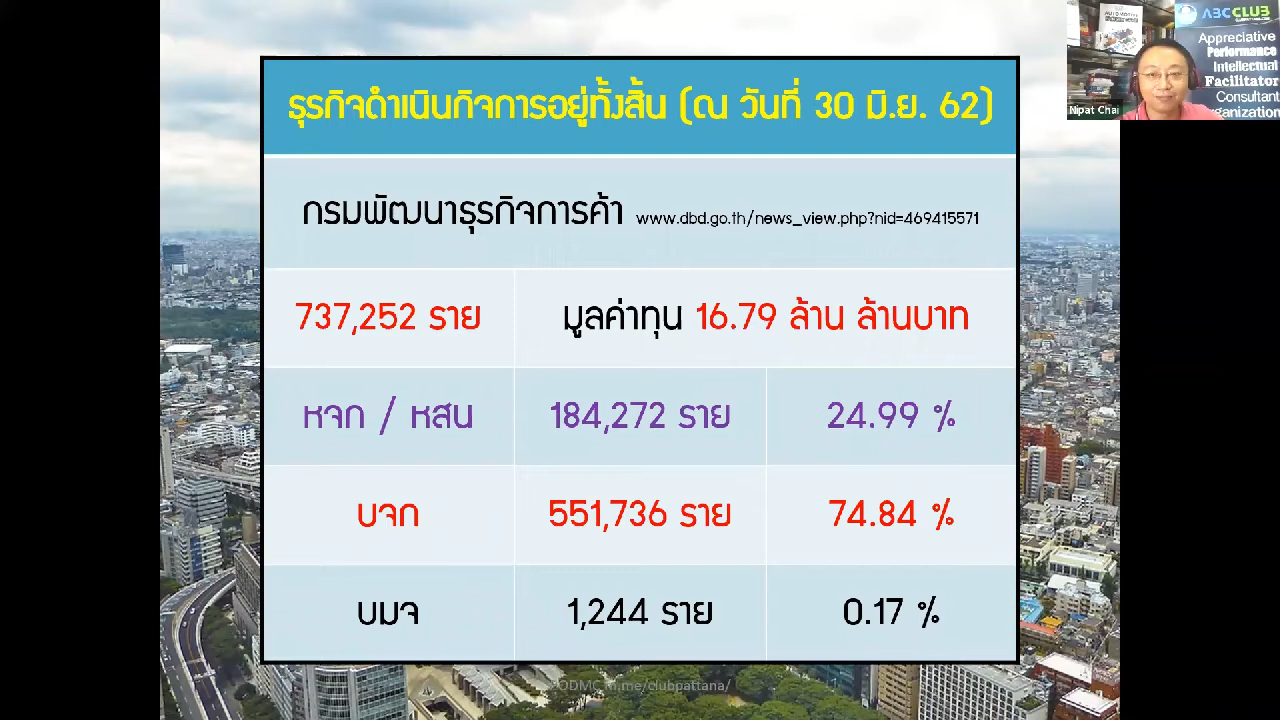 ธุรกิจดำเนินกิจการอยู่ทั้งสิ้น (ณ วันที่ 30 มิ.ย. 62)
กรมพัฒนาธุรกิจการค้า www.dbd.go.th/news_view.php?nid=469415571
737,252 ราย มูลค่าทุน 16.79 ล้าน ล้านบาท
หจก / หสน 184,272 ราย 24.99 %
บจก 551,736 ราย 74.84 %
บมจ 1,244 ราย 0.17 %
ABCCLUB
Appreciative
Performance
Intellectual
Facilitator
Consultant
Nipat Chai